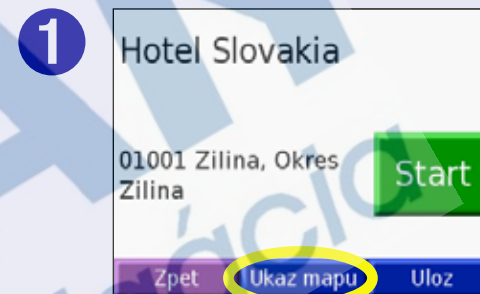 1
Hotel Slovakia
01001 Zilina, Okres
Zilina
Start
Zpet Ukaz mapu Uloz